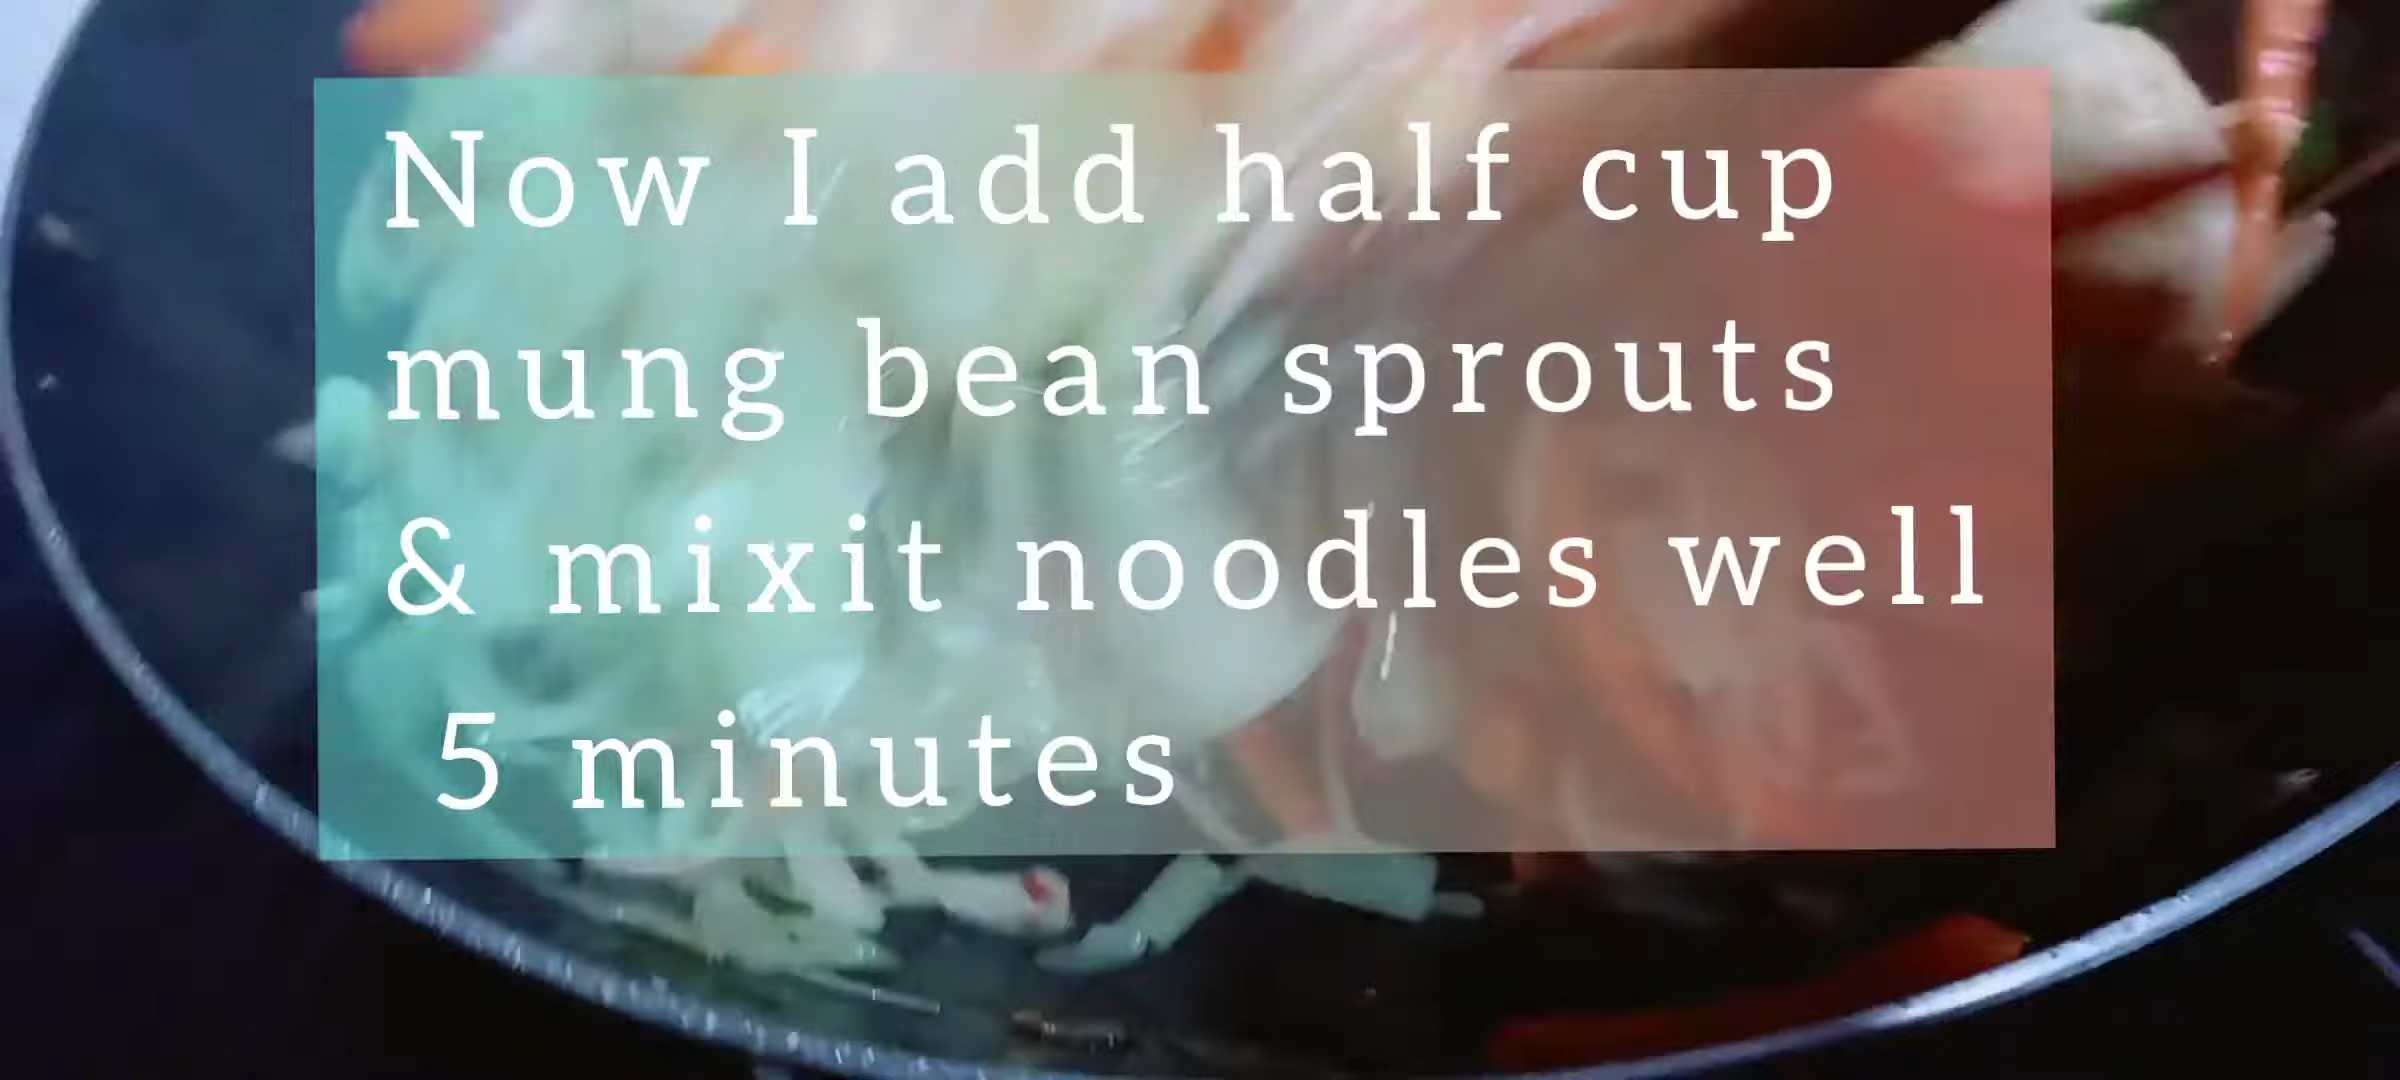 Now I add half cup
mung bean sprouts
& mixit noodles well
5 minutes